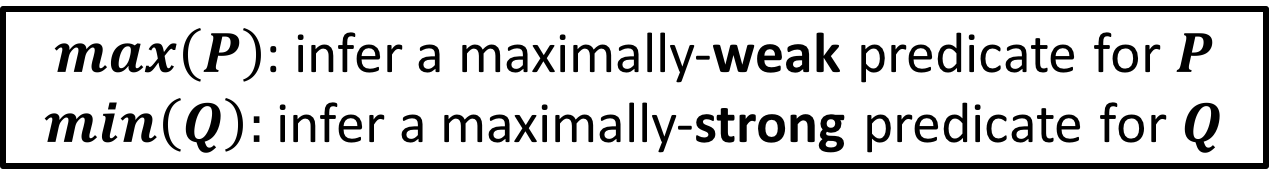 max(P): infer a maximally-weak predicate for P
min(Q): infer a maximally-strong predicate for Q